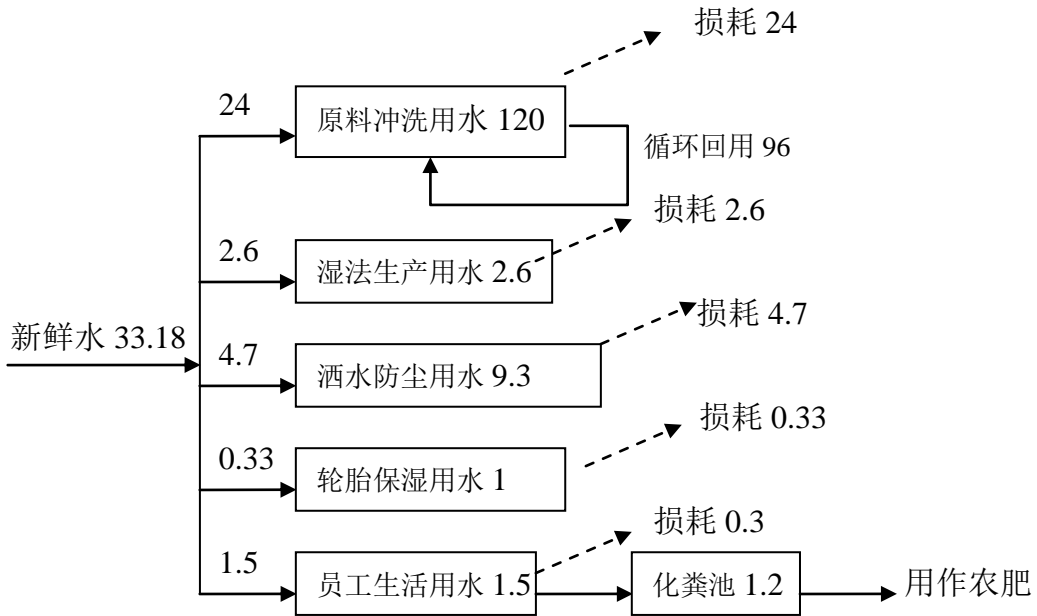 损耗 24
24
原料冲洗用水 120
循环回用 96
损耗 2.6
2.6
湿法生产用水 2.6
损耗 4.7
新鲜水 33.18
4.7
洒水防尘用水 9.3
损耗 0.33
0.33
轮胎保湿用水 1
损耗 0.3
1.5
员工生活用水 1.5
化粪池 1.2
用作农肥